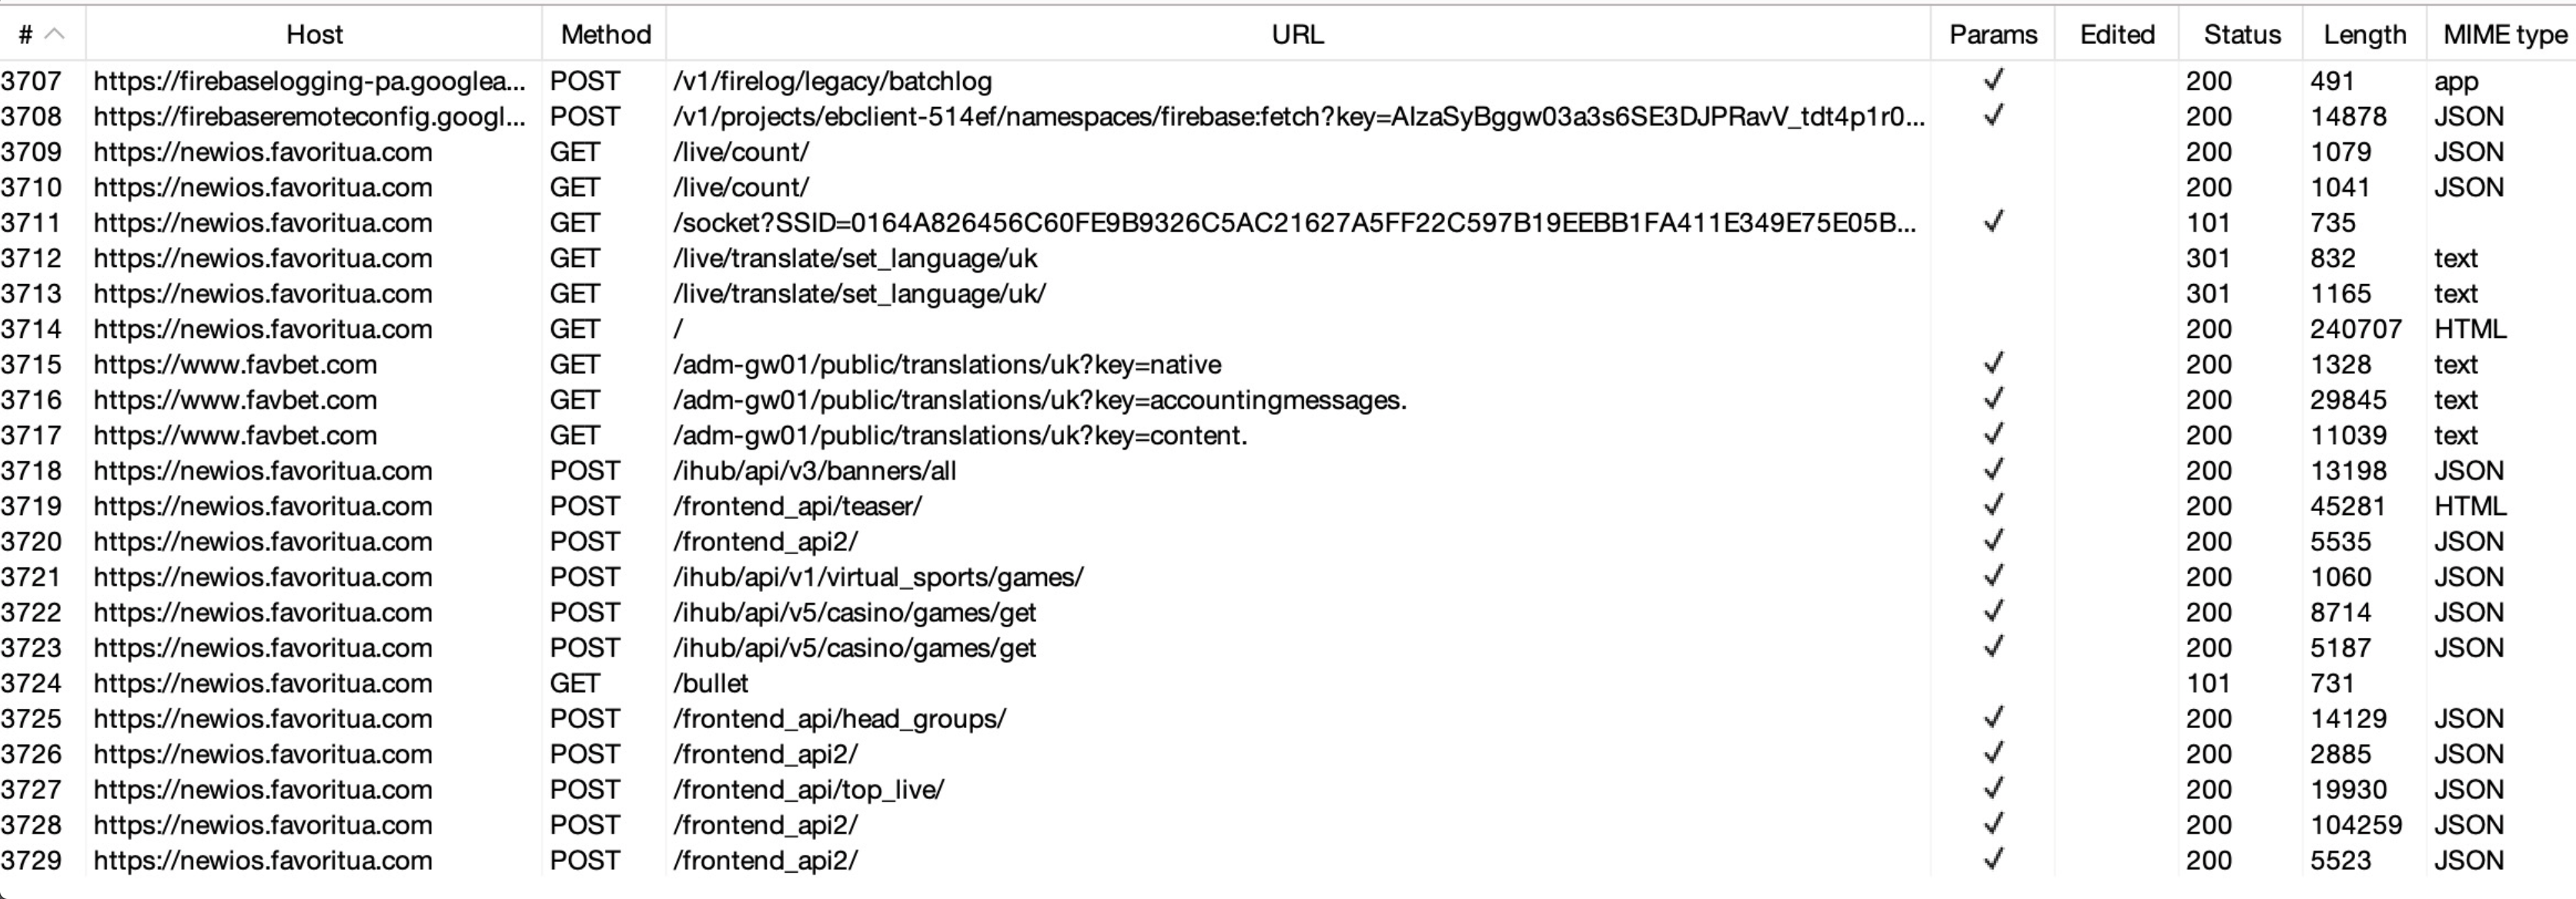 # Host Method URL Params Edited Status Length MIME type
3707 https://firebaselogging-pa.googlea... POST /v1/firelog/legacy/batchlog ✓ 200 491 app
3708 https://firebaseremoteconfig.googl... POST /v1/projects/ebclient-514ef/namespaces/firebase:fetch?key=AIzaSyBggw03a3s6SE3DJPRavV_tdt4p1r0... ✓ 200 14878 JSON
3709 https://newios.favoritua.com GET /live/count/ 200 1079 JSON
3710 https://newios.favoritua.com GET /live/count/ 200 1041 JSON
3711 https://newios.favoritua.com GET /socket?SSID=0164A826456C60FE9B9326C5AC21627A5FF22C597B19EEBB1FA411E349E75E05B... ✓ 101 735
3712 https://newios.favoritua.com GET /live/translate/set_language/uk 301 832 text
3713 https://newios.favoritua.com GET /live/translate/set_language/uk/ 301 1165 text
3714 https://newios.favoritua.com GET / 200 240707 HTML
3715 https://www.favbet.com GET /adm-gw01/public/translations/uk?key=native ✓ 200 1328 text
3716 https://www.favbet.com GET /adm-gw01/public/translations/uk?key=accountingmessages. ✓ 200 29845 text
3717 https://www.favbet.com GET /adm-gw01/public/translations/uk?key=content. ✓ 200 11039 text
3718 https://newios.favoritua.com POST /ihub/api/v3/banners/all ✓ 200 13198 JSON
3719 https://newios.favoritua.com POST /frontend_api/teaser/ ✓ 200 45281 HTML
3720 https://newios.favoritua.com POST /frontend_api2/ ✓ 200 5535 JSON
3721 https://newios.favoritua.com POST /ihub/api/v1/virtual_sports/games/ ✓ 200 1060 JSON
3722 https://newios.favoritua.com POST /ihub/api/v5/casino/games/get ✓ 200 8714 JSON
3723 https://newios.favoritua.com POST /ihub/api/v5/casino/games/get ✓ 200 5187 JSON
3724 https://newios.favoritua.com GET /bullet 101 731
3725 https://newios.favoritua.com POST /frontend_api/head_groups/ ✓ 200 14129 JSON
3726 https://newios.favoritua.com POST /frontend_api2/ ✓ 200 2885 JSON
3727 https://newios.favoritua.com POST /frontend_api/top_live/ ✓ 200 19930 JSON
3728 https://newios.favoritua.com POST /frontend_api2/ ✓ 200 104259 JSON
3729 https://newios.favoritua.com POST /frontend_api2/ ✓ 200 5523 JSON